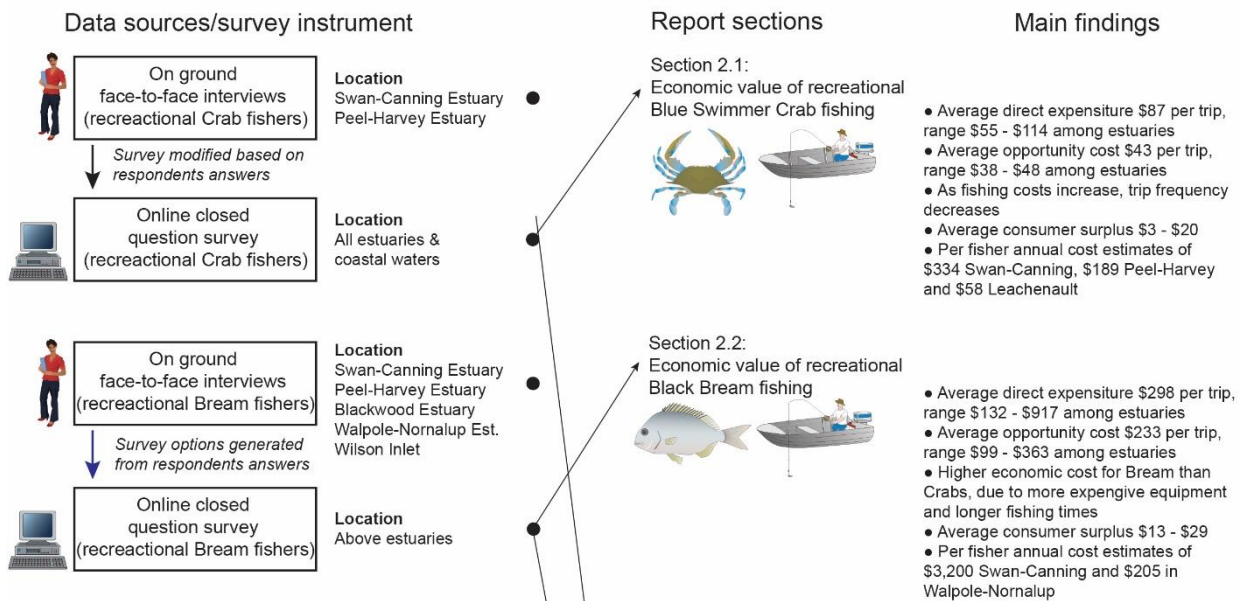 Data sources/survey instrument
Report sections
Main findings
On ground
face-to-face interviews
(recreactional Crab fishers)
Location
Swan-Canning Estuary
Peel-Harvey Estuary
Survey modified based on
respondents answers
Online closed
question survey
(recreactional Crab fishers)
Location
All estuaries &
coastal waters
Section 2.1:
Economic value of recreational
Blue Swimmer Crab fishing
● Average direct expenditure $87 per trip,
range $55 - $114 among estuaries
● Average opportunity cost $43 per trip,
range $38 - $48 among estuaries
● As fishing costs increase, trip frequency
decreases
● Average consumer surplus $3 - $20
● Per fisher annual cost estimates of
$334 Swan-Canning, $189 Peel-Harvey
and $58 Leachenault
On ground
face-to-face interviews
(recreactional Bream fishers)
Location
Swan-Canning Estuary
Peel-Harvey Estuary
Blackwood Estuary
Walpole-Nornalup Est.
Wilson Inlet
Survey options generated
from respondents answers
Online closed
question survey
(recreactional Bream fishers)
Location
Above estuaries
Section 2.2:
Economic value of recreational
Black Bream fishing
● Average direct expenditure $298 per trip,
range $132 - $917 among estuaries
● Average opportunity cost $233 per trip,
range $99 - $363 among estuaries
● Higher economic cost for Bream than
Crabs, due to more expengive equipment
and longer fishing times
● Average consumer surplus $13 - $29
● Per fisher annual cost estimates of
$3,200 Swan-Canning and $205 in
Walpole-Nornalup